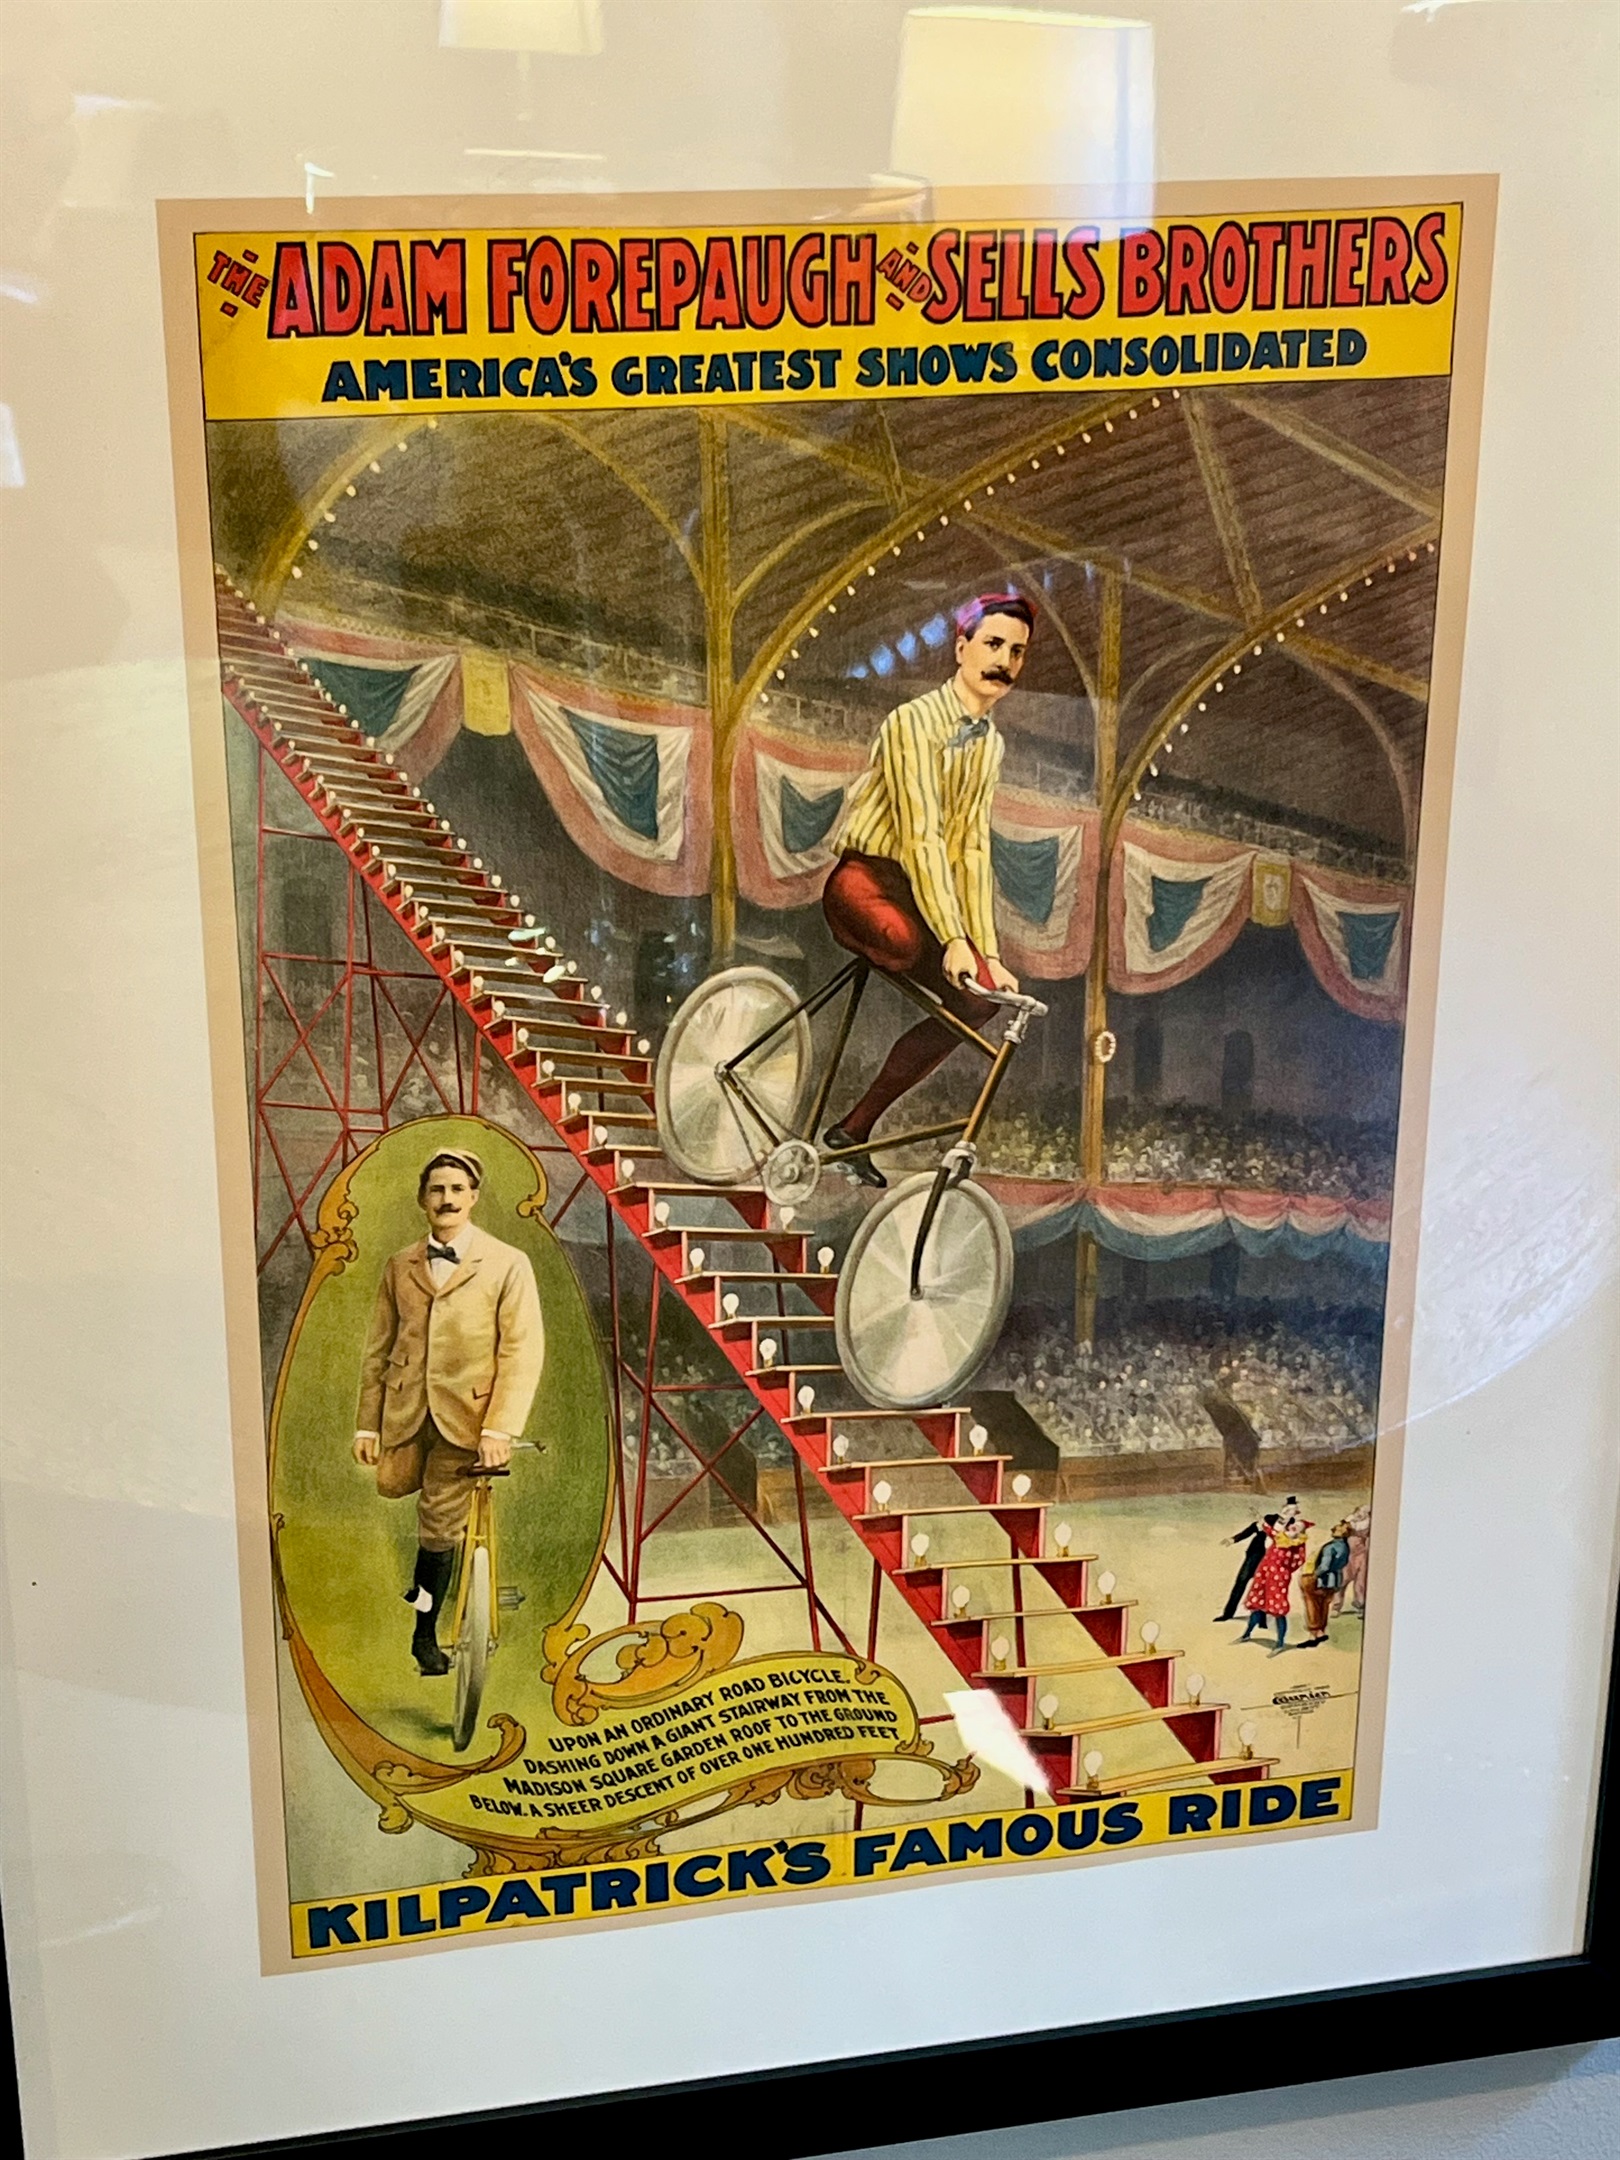 THE ADAM FOREPAUGH AND SELLS BROTHERS
AMERICA'S GREATEST SHOWS CONSOLIDATED
UPON AN ORDINARY ROAD BICYCLE,
DASHING DOWN A GIANT STAIRWAY FROM THE
MADISON SQUARE GARDEN ROOF TO THE GROUND
BELOW. A SHEER DESCENT OF OVER ONE HUNDRED FEET
KILPATRICK'S FAMOUS RIDE